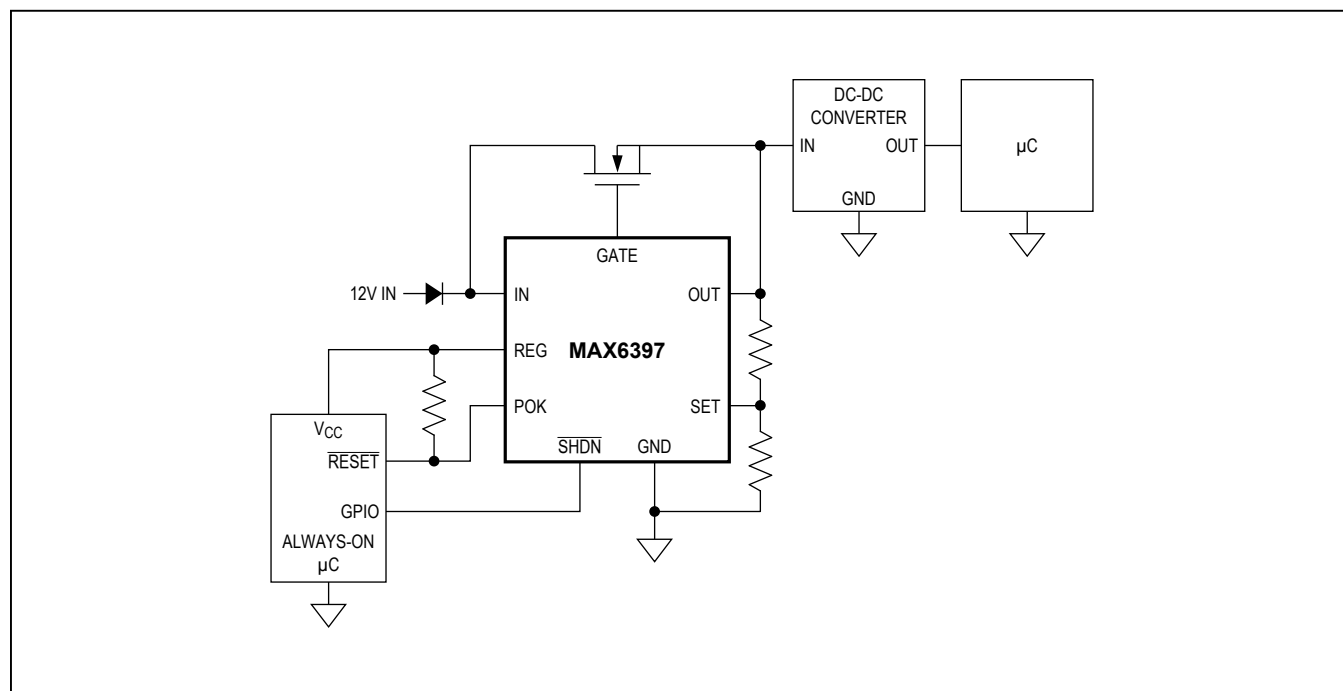 DC-DC
CONVERTER
IN
OUT
GND
µC
GATE
12V IN
IN
OUT
REG
MAX6397
POK
SET
SHDN
GND
VCC
RESET
GPIO
ALWAYS-ON
µC